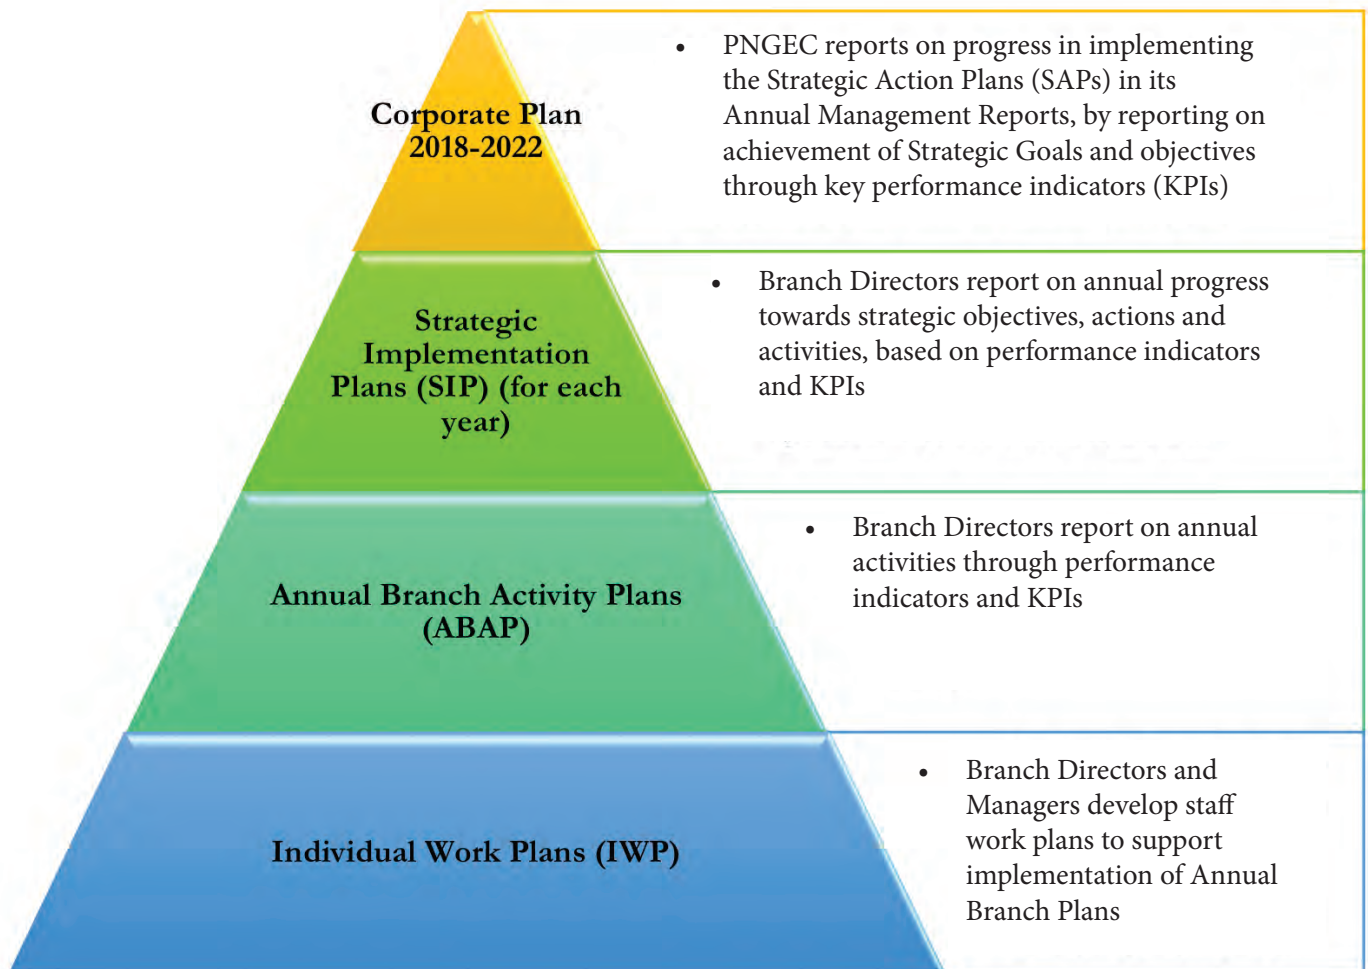 Corporate Plan
2018-2022
• PNGEC reports on progress in implementing
the Strategic Action Plans (SAPs) in its
Annual Management Reports, by reporting on
achievement of Strategic Goals and objectives
through key performance indicators (KPIs)
Strategic
Implementation
Plans (SIP) (for each
year)
• Branch Directors report on annual progress
towards strategic objectives, actions and
activities, based on performance indicators
and KPIs
Annual Branch Activity Plans
(ABAP)
• Branch Directors report on annual
activities through performance
indicators and KPIs
Individual Work Plans (IWP)
• Branch Directors and
Managers develop staff
work plans to support
implementation of Annual
Branch Plans